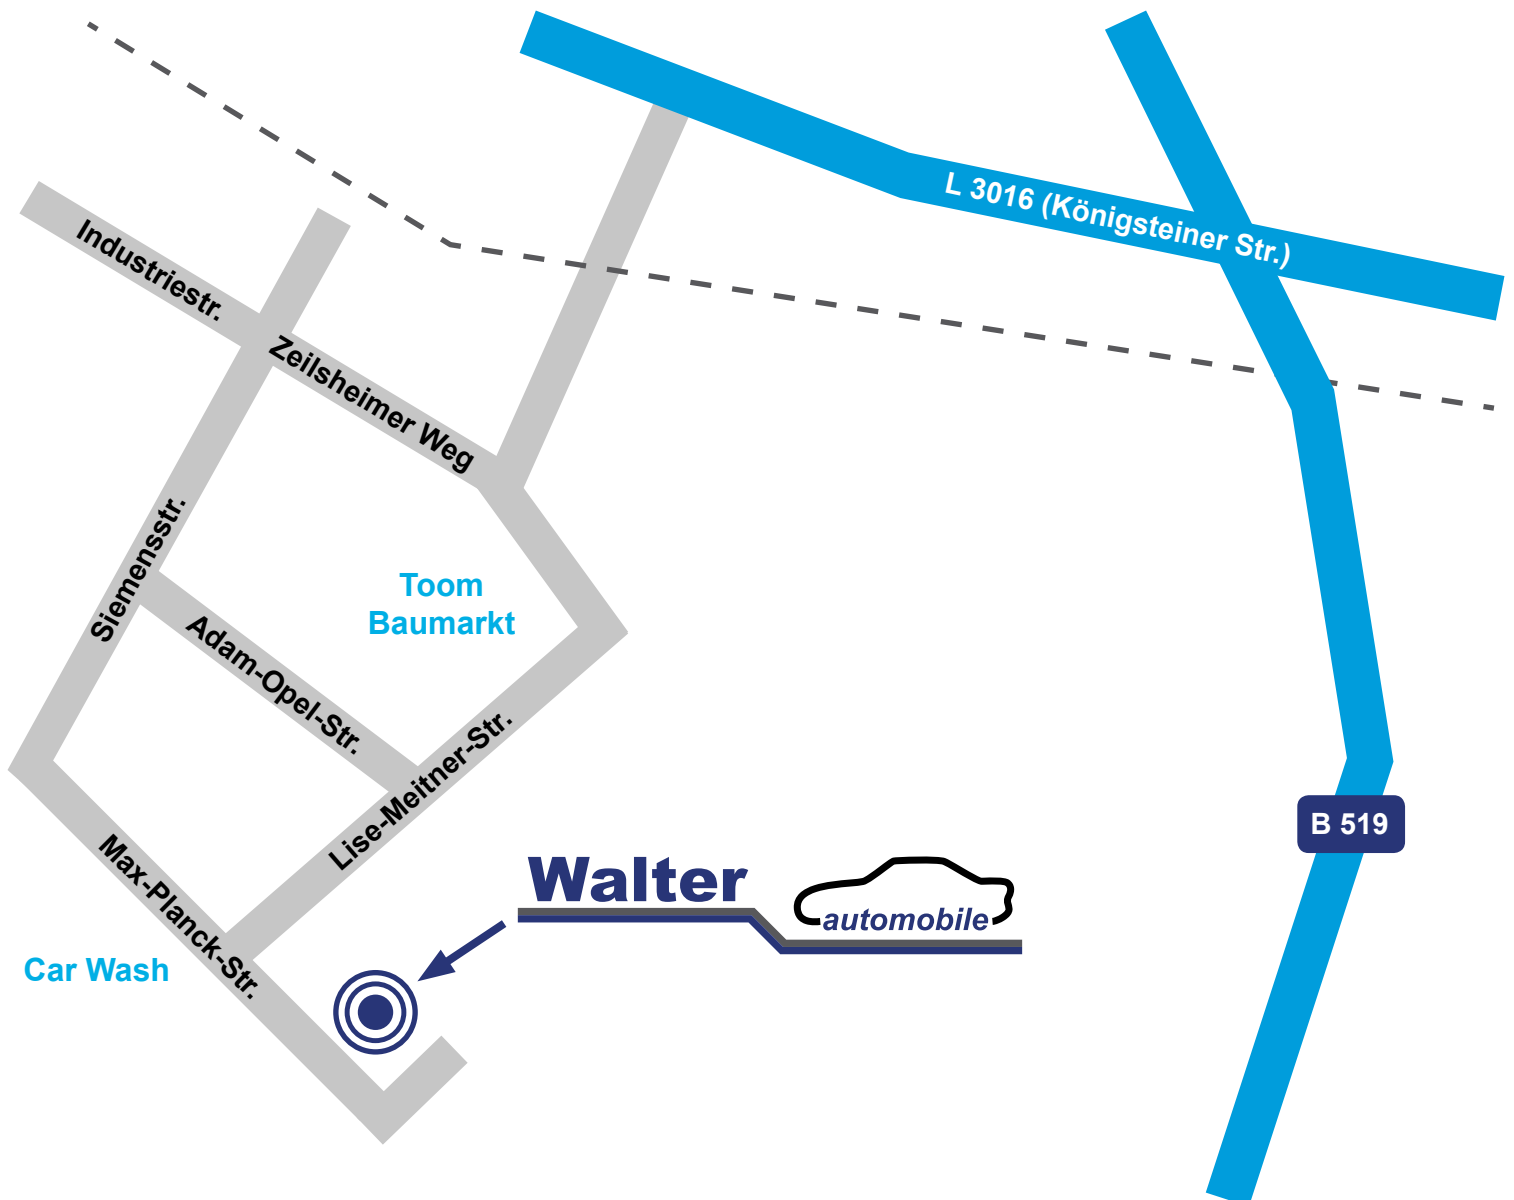 L 3016 (Königsteiner Str.)
Industriestr.
Zeilsheimer Weg
Siemensstr.
Toom
Baumarkt
Adam-Opel-Str.
Lise-Meitner-Str.
B 519
Max-Planck-Str.
Walter
automobile
Car Wash